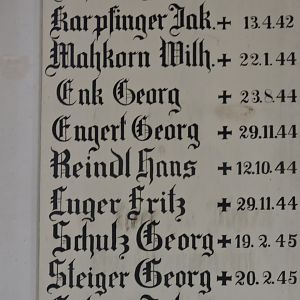 Karpfinger Jak. + 13.4.42
Mahkorn Wilh. + 22.1.44
Enk Georg + 23.8.44
Engert Georg + 29.11.44
Reindl Hans + 12.10.44
Luger Fritz + 29.11.44
Schulz Georg + 19.2.45
Steiger Georg + 20.2.45